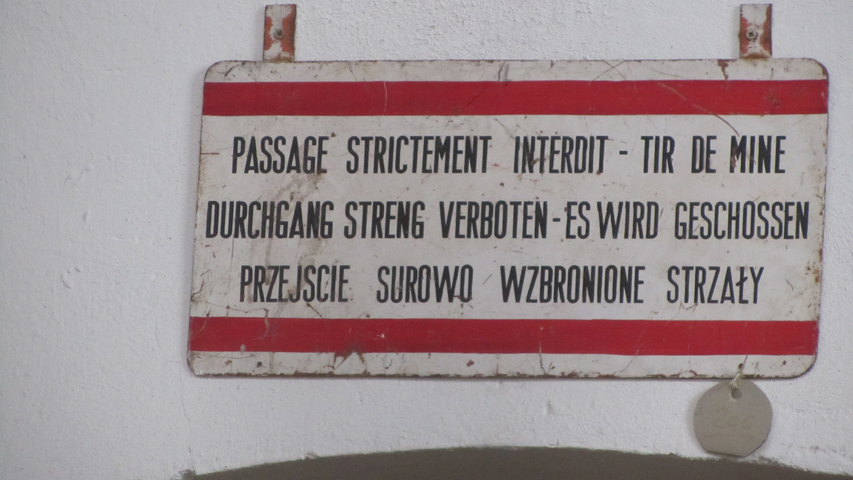 PASSAGE STRICTEMENT INTERDIT - TIR DE MINE
DURCHGANG STRENG VERBOTEN - ES WIRD GESCHOSSEN
PRZEJSCIE SUROWO WZBRONIONE STRZAŁY